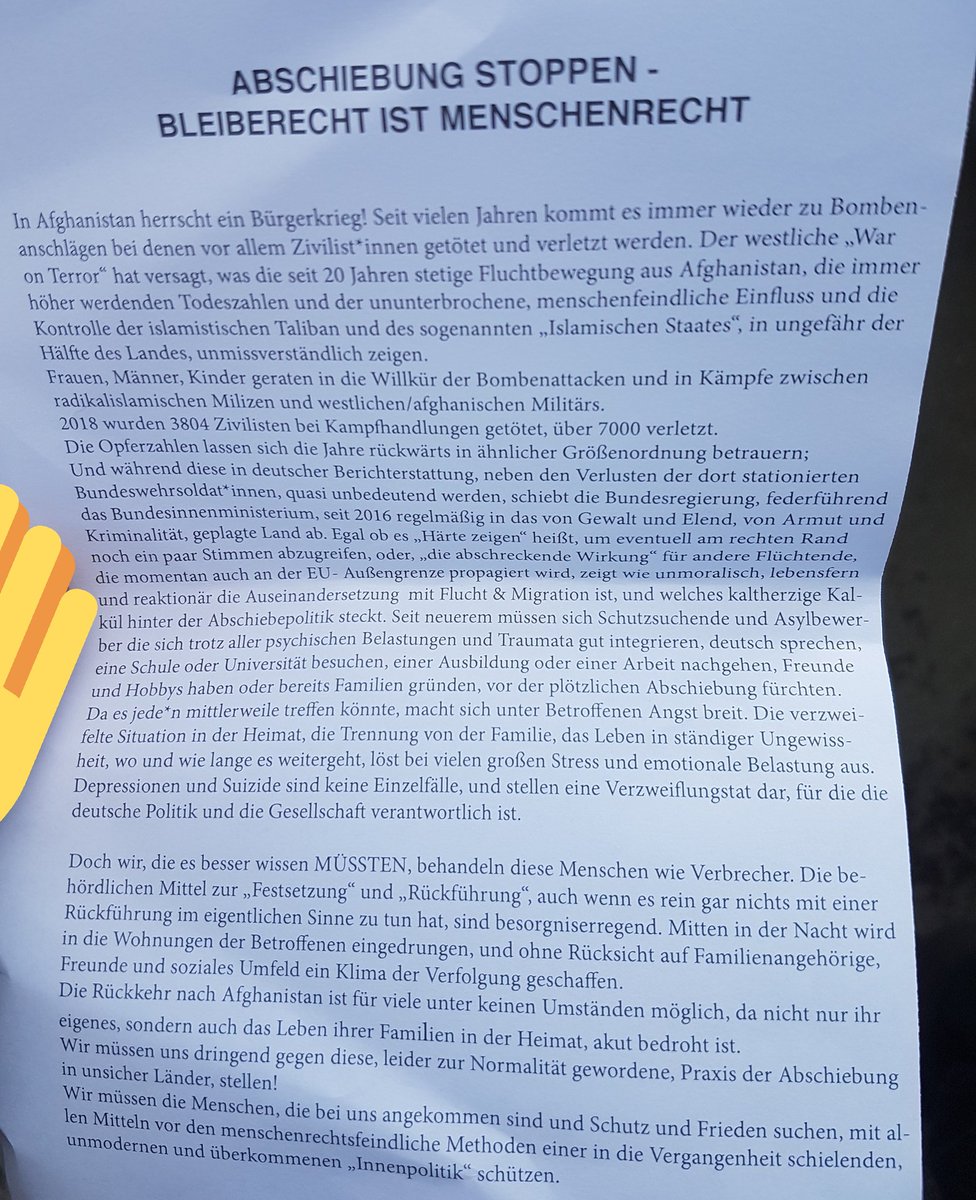 ABSCHIEBUNG STOPPEN -
BLEIBERECHT IST MENSCHENRECHT
In Afghanistan herrscht ein Bürgerkrieg! Seit vielen Jahren kommt es immer wieder zu Bomben-
anschlägen bei denen vor allem Zivilist*innen getötet und verletzt werden. Der westliche „War
on Terror“ hat versagt, was die seit 20 Jahren stetige Fluchtbewegung aus Afghanistan, die immer
höher werdenden Todeszahlen und der ununterbrochene, menschenfeindliche Einfluss und die
Kontrolle der islamistischen Taliban und des sogenannten „Islamischen Staates“, in ungefähr der
Hälfte des Landes, unmissverständlich zeigen.
Frauen, Männer, Kinder geraten in die Willkür der Bombenattacken und in Kämpfe zwischen
radikalislamischen Milizen und westlichen/afghanischen Militärs.
2018 wurden 3804 Zivilisten bei Kampfhandlungen getötet, über 7000 verletzt.
Die Opferzahlen lassen sich die Jahre rückwärts in ähnlicher Größenordnung betrauern;
Und während diese in deutscher Berichterstattung, neben den Verlusten der dort stationierten
Bundeswehrsoldat*innen, quasi unbedeutend werden, schiebt die Bundesregierung, federführend
das Bundesinnenministerium, seit 2016 regelmäßig in das von Gewalt und Elend, von Armut und
Kriminalität, geplagte Land ab. Egal ob es „Härte zeigen“ heißt, um eventuell am rechten Rand
noch ein paar Stimmen abzugreifen, oder, „die abschreckende Wirkung“ für andere Flüchtende,
die momentan auch an der EU- Außengrenze propagiert wird, zeigt wie unmoralisch, lebensfern
und reaktionär die Auseinandersetzung mit Flucht & Migration ist, und welches kaltherzige Kal-
kül hinter der Abschiebepolitik steckt. Seit neuerem müssen sich Schutzsuchende und Asylbewer-
ber die sich trotz aller psychischen Belastungen und Traumata gut integrieren, deutsch sprechen,
eine Schule oder Universität besuchen, einer Ausbildung oder einer Arbeit nachgehen, Freunde
und Hobbys haben oder bereits Familien gründen, vor der plötzlichen Abschiebung fürchten.
Da es jede*n mittlerweile treffen könnte, macht sich unter Betroffenen Angst breit. Die verzwei-
felte Situation in der Heimat, die Trennung von der Familie, das Leben in ständiger Ungewiss-
heit, wo und wie lange es weitergeht, löst bei vielen großen Stress und emotionale Belastung aus.
Depressionen und Suizide sind keine Einzelfälle, und stellen eine Verzweiflungstat dar, für die die
deutsche Politik und die Gesellschaft verantwortlich ist.
Doch wir, die es besser wissen MÜSSTEN, behandeln diese Menschen wie Verbrecher. Die be-
hördlichen Mittel zur „Festsetzung“ und „Rückführung“, auch wenn es rein gar nichts mit einer
Rückführung im eigentlichen Sinne zu tun hat, sind besorgniserregend. Mitten in der Nacht wird
in die Wohnungen der Betroffenen eingedrungen, und ohne Rücksicht auf Familienangehörige,
Freunde und soziales Umfeld ein Klima der Verfolgung geschaffen.
Die Rückkehr nach Afghanistan ist für viele unter keinen Umständen möglich, da nicht nur ihr
eigenes, sondern auch das Leben ihrer Familien in der Heimat, akut bedroht ist.
Wir müssen uns dringend gegen diese, leider zur Normalität gewordene, Praxis der Abschiebung
in unsicher Länder, stellen!
Wir müssen die Menschen, die bei uns angekommen sind und Schutz und Frieden suchen, mit al-
len Mitteln vor den menschenrechtsfeindliche Methoden einer in die Vergangenheit schielenden,
unmodernen und überkommenen „Innenpolitik“ schützen.